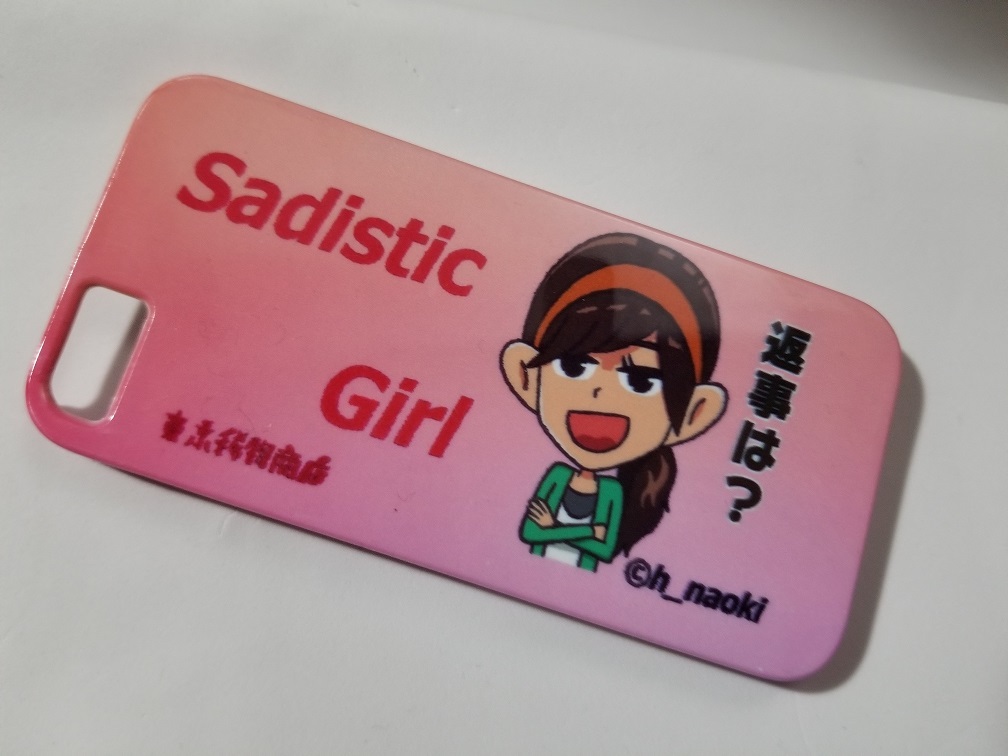 Sadistic
Girl
返事は?
©h_naoki